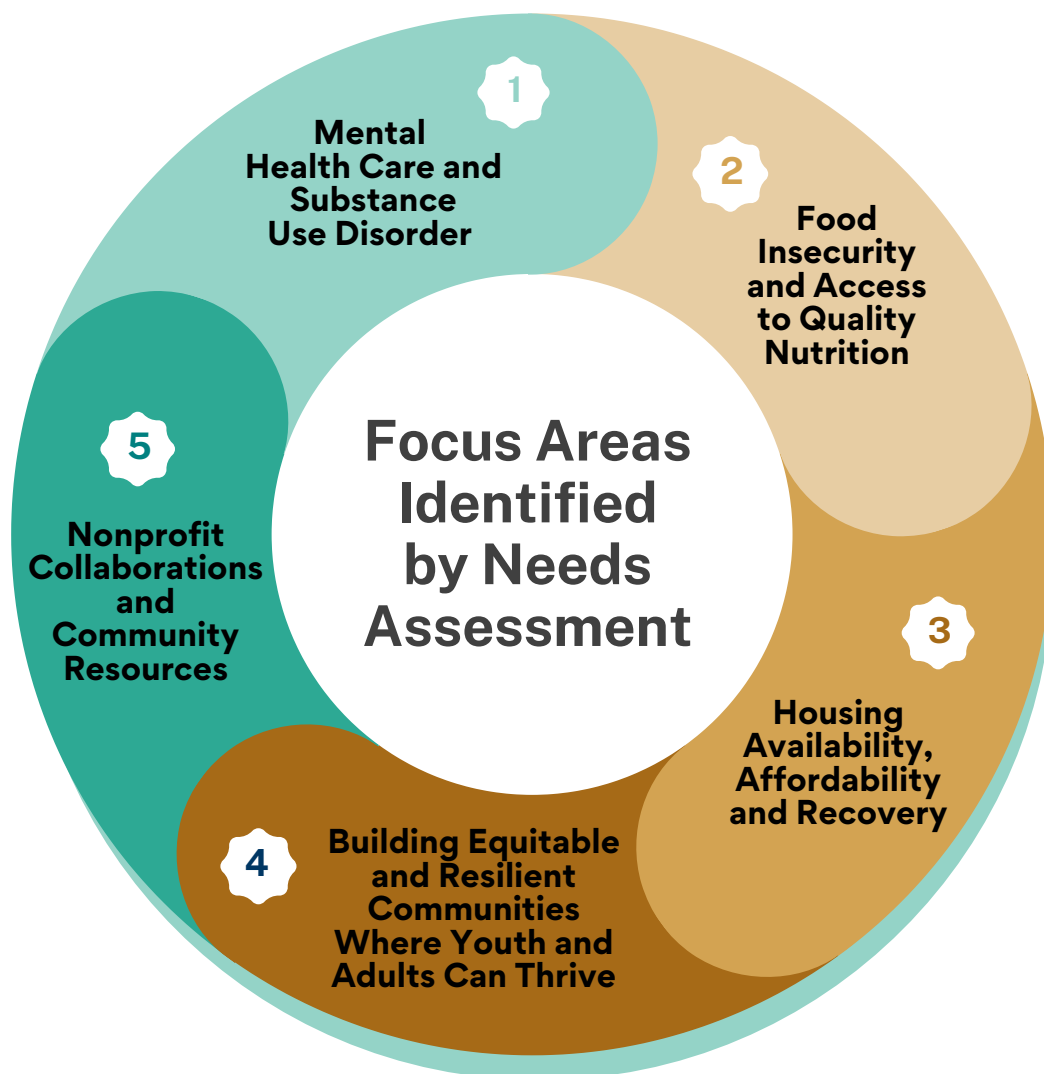 1
Mental
Health Care and
Substance
Use Disorder
2
Food
Insecurity
and Access
to Quality
Nutrition
3
Housing
Availability,
Affordability
and Recovery
4
Building Equitable
and Resilient
Communities
Where Youth and
Adults Can Thrive
5
Nonprofit
Collaborations
and
Community
Resources
Focus Areas
Identified
by Needs
Assessment